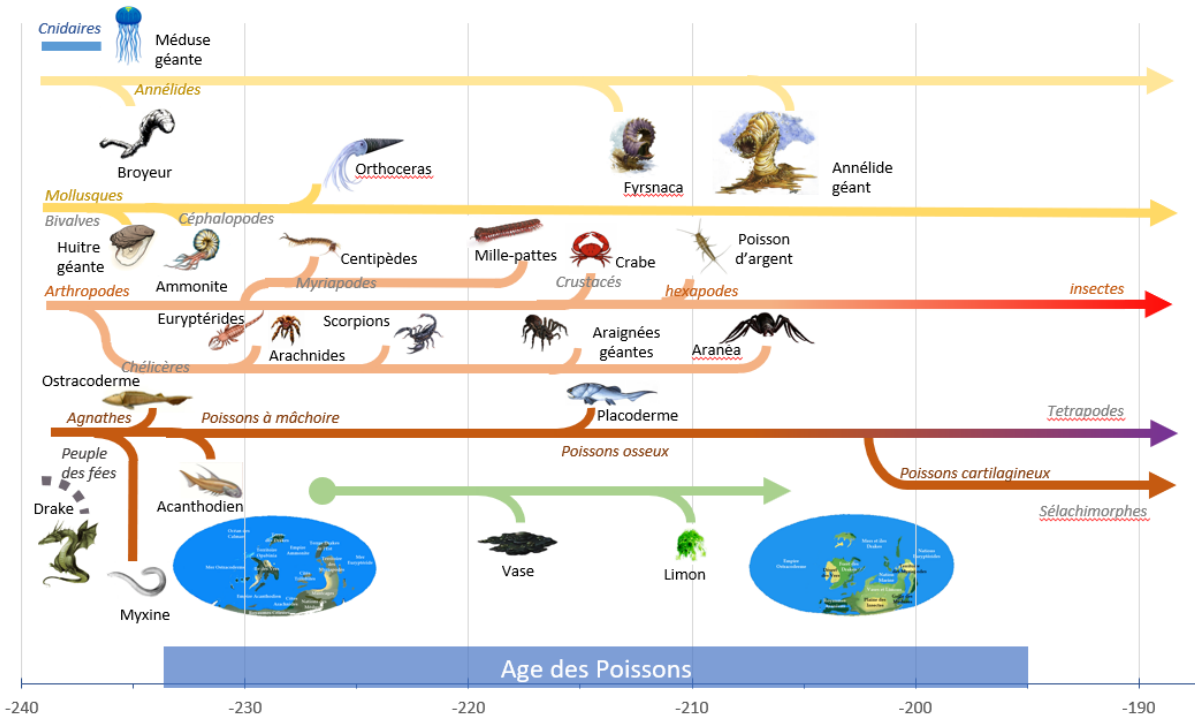 Cnidaires
Méduse
géante
Annélides
Broyeur
Orthoceras
Fyrsnaca
Annélide
géant
Mollusques
Bivalves
Céphalopodes
Huitre
géante
Ammonite
Centipèdes
Mille-pattes
Crabe
Poisson
d'argent
Arthropodes
Myriapodes
Crustacés
hexapodes
insectes
Euryptérides
Arachnides
Scorpions
Araignées
géantes
Aranéa
Chélicères
Ostracoderme
Agnathes
Poissons à mâchoire
Placoderme
Tetrapodes
Peuple
des fées
Poissons osseux
Poissons cartilagineux
Drake
Acanthodien
Sélachimorphes
Vase
Limon
Myxine
Age des Poissons
-240
-230
-220
-210
-200
-190